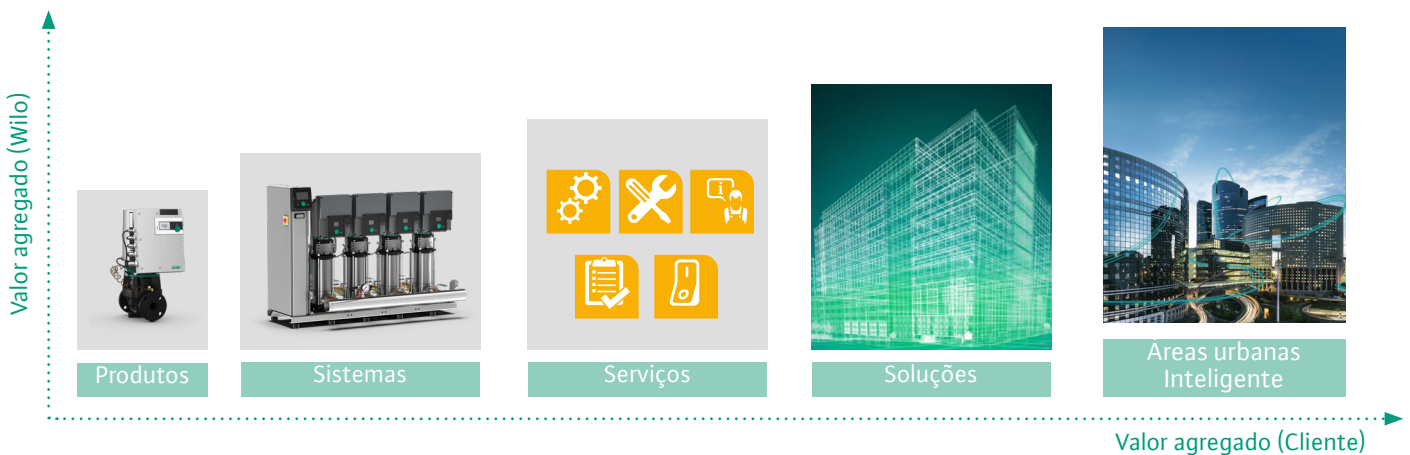 Valor agregado (Wilo)
Produtos
Sistemas
Serviços
Soluções
Áreas urbanas
Inteligente
Valor agregado (Cliente)